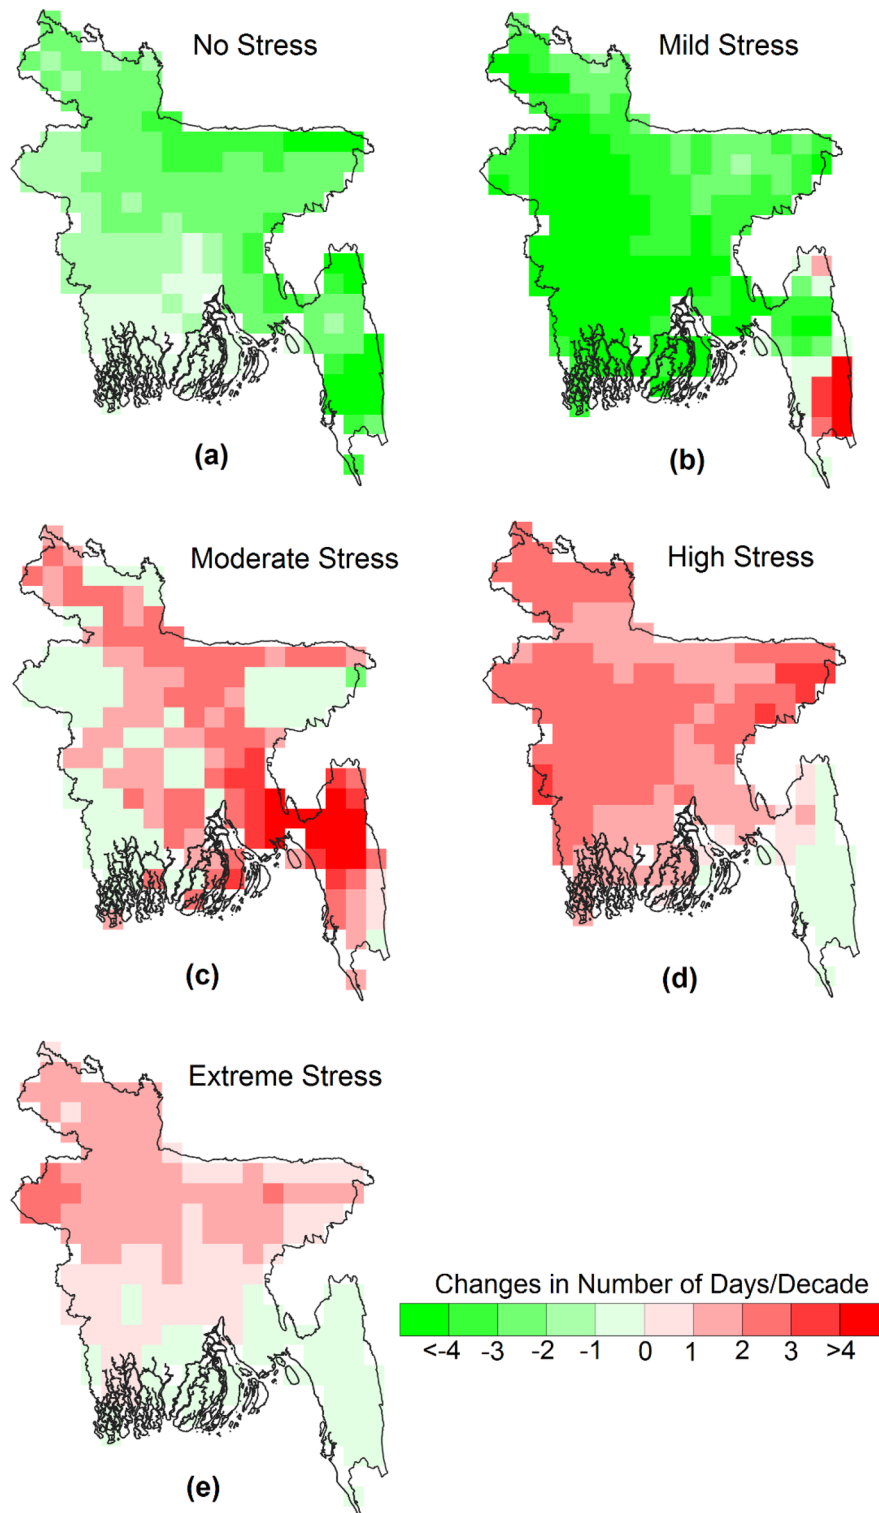 No Stress
Mild Stress
(a)
(b)
Moderate Stress
High Stress
(c)
(d)
Extreme Stress
Changes in Number of Days/Decade
<-4 -3 -2 -1 0 1 2 3 >4
(e)